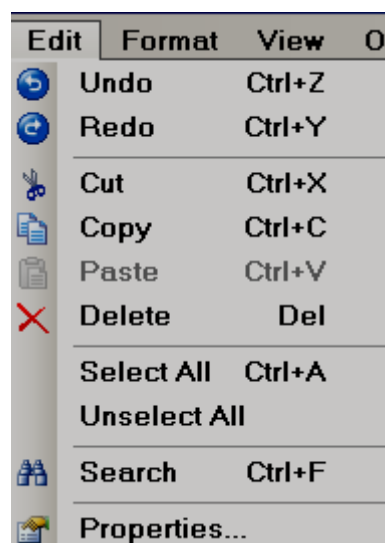 Edit Format View O
Undo Ctrl+Z
Redo Ctrl+Y
Cut Ctrl+X
Copy Ctrl+C
Paste Ctrl+V
Delete Del
Select All Ctrl+A
Unselect All
Search Ctrl+F
Properties...